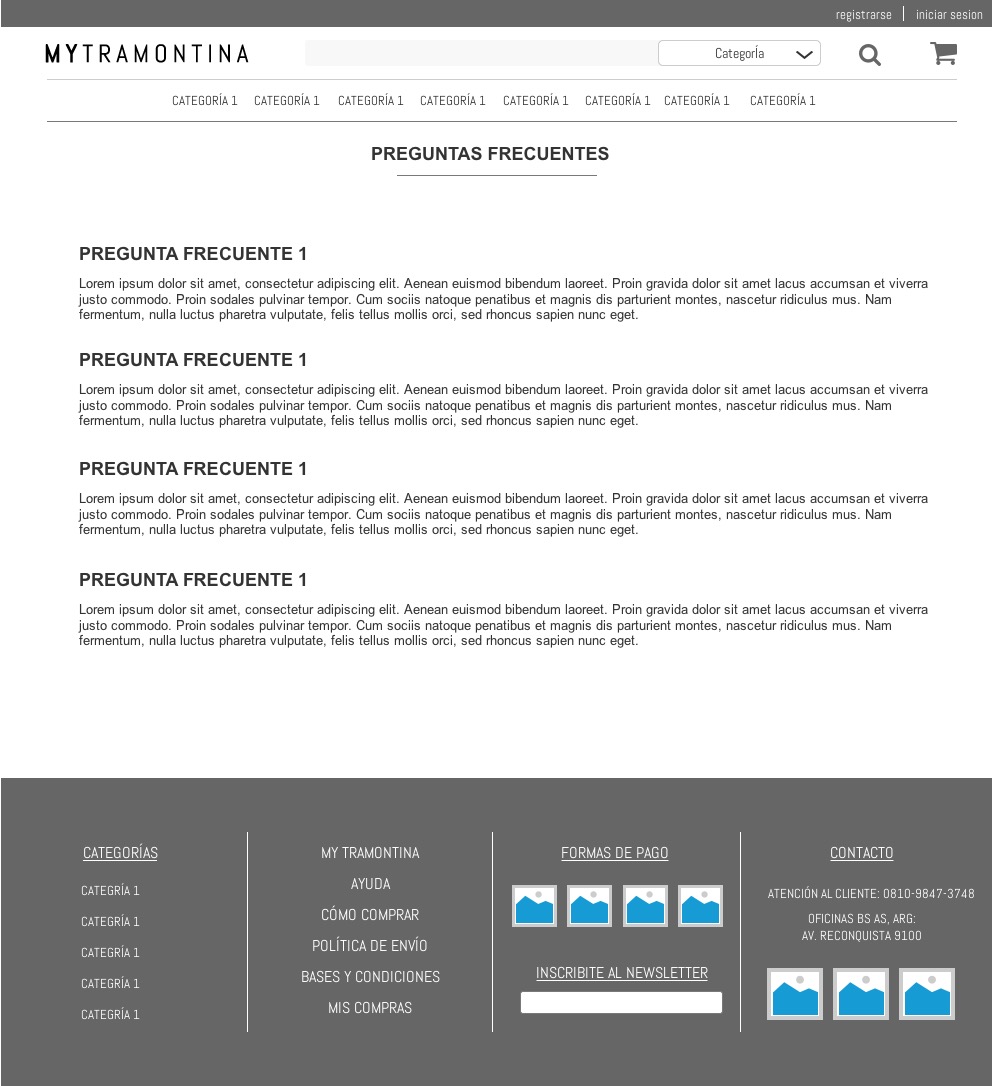 registrarse | iniciar sesion
MYTRAMONTINA
Categoría
CATEGORÍA 1 CATEGORÍA 1 CATEGORÍA 1 CATEGORÍA 1 CATEGORÍA 1 CATEGORÍA 1 CATEGORÍA 1 CATEGORÍA 1
PREGUNTAS FRECUENTES
PREGUNTA FRECUENTE 1
Lorem ipsum dolor sit amet, consectetur adipiscing elit. Aenean euismod bibendum laoreet. Proin gravida dolor sit amet lacus accumsan et viverra
justo commodo. Proin sodales pulvinar tempor. Cum sociis natoque penatibus et magnis dis parturient montes, nascetur ridiculus mus. Nam
fermentum, nulla luctus pharetra vulputate, felis tellus mollis orci, sed rhoncus sapien nunc eget.
PREGUNTA FRECUENTE 1
Lorem ipsum dolor sit amet, consectetur adipiscing elit. Aenean euismod bibendum laoreet. Proin gravida dolor sit amet lacus accumsan et viverra
justo commodo. Proin sodales pulvinar tempor. Cum sociis natoque penatibus et magnis dis parturient montes, nascetur ridiculus mus. Nam
fermentum, nulla luctus pharetra vulputate, felis tellus mollis orci, sed rhoncus sapien nunc eget.
PREGUNTA FRECUENTE 1
Lorem ipsum dolor sit amet, consectetur adipiscing elit. Aenean euismod bibendum laoreet. Proin gravida dolor sit amet lacus accumsan et viverra
justo commodo. Proin sodales pulvinar tempor. Cum sociis natoque penatibus et magnis dis parturient montes, nascetur ridiculus mus. Nam
fermentum, nulla luctus pharetra vulputate, felis tellus mollis orci, sed rhoncus sapien nunc eget.
PREGUNTA FRECUENTE 1
Lorem ipsum dolor sit amet, consectetur adipiscing elit. Aenean euismod bibendum laoreet. Proin gravida dolor sit amet lacus accumsan et viverra
justo commodo. Proin sodales pulvinar tempor. Cum sociis natoque penatibus et magnis dis parturient montes, nascetur ridiculus mus. Nam
fermentum, nulla luctus pharetra vulputate, felis tellus mollis orci, sed rhoncus sapien nunc eget.
CATEGORÍAS
CATEGRÍA 1
CATEGRÍA 1
CATEGRÍA 1
CATEGRÍA 1
CATEGRÍA 1
MY TRAMONTINA
AYUDA
CÓMO COMPRAR
POLÍTICA DE ENVÍO
BASES Y CONDICIONES
MIS COMPRAS
FORMAS DE PAGO
INSCRIBITE AL NEWSLETTER
CONTACTO
ATENCIÓN AL CLIENTE: 0810-9847-3748
OFICINAS BS AS, ARG:
AV. RECONQUISTA 9100